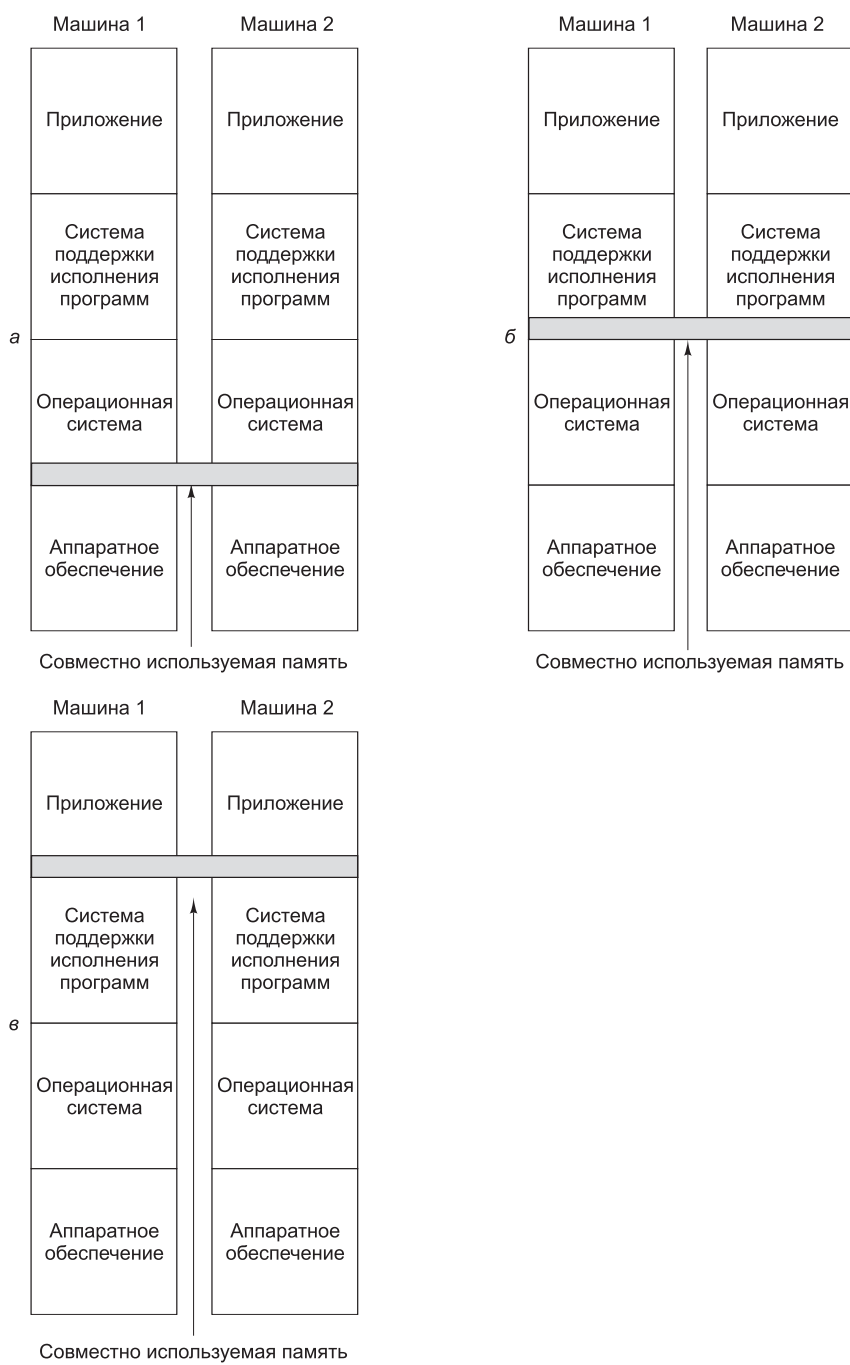 Машина 1
Машина 2
Приложение
Приложение
Система
поддержки
исполнения
программ
Система
поддержки
исполнения
программ
а
Операционная
система
Операционная
система
Аппаратное
обеспечение
Аппаратное
обеспечение
Совместно используемая память
Машина 1
Машина 2
Приложение
Приложение
Система
поддержки
исполнения
программ
Система
поддержки
исполнения
программ
б
Операционная
система
Операционная
система
Аппаратное
обеспечение
Аппаратное
обеспечение
Совместно используемая память
Машина 1
Машина 2
Приложение
Приложение
Система
поддержки
исполнения
программ
Система
поддержки
исполнения
программ
в
Операционная
система
Операционная
система
Аппаратное
обеспечение
Аппаратное
обеспечение
Совместно используемая память